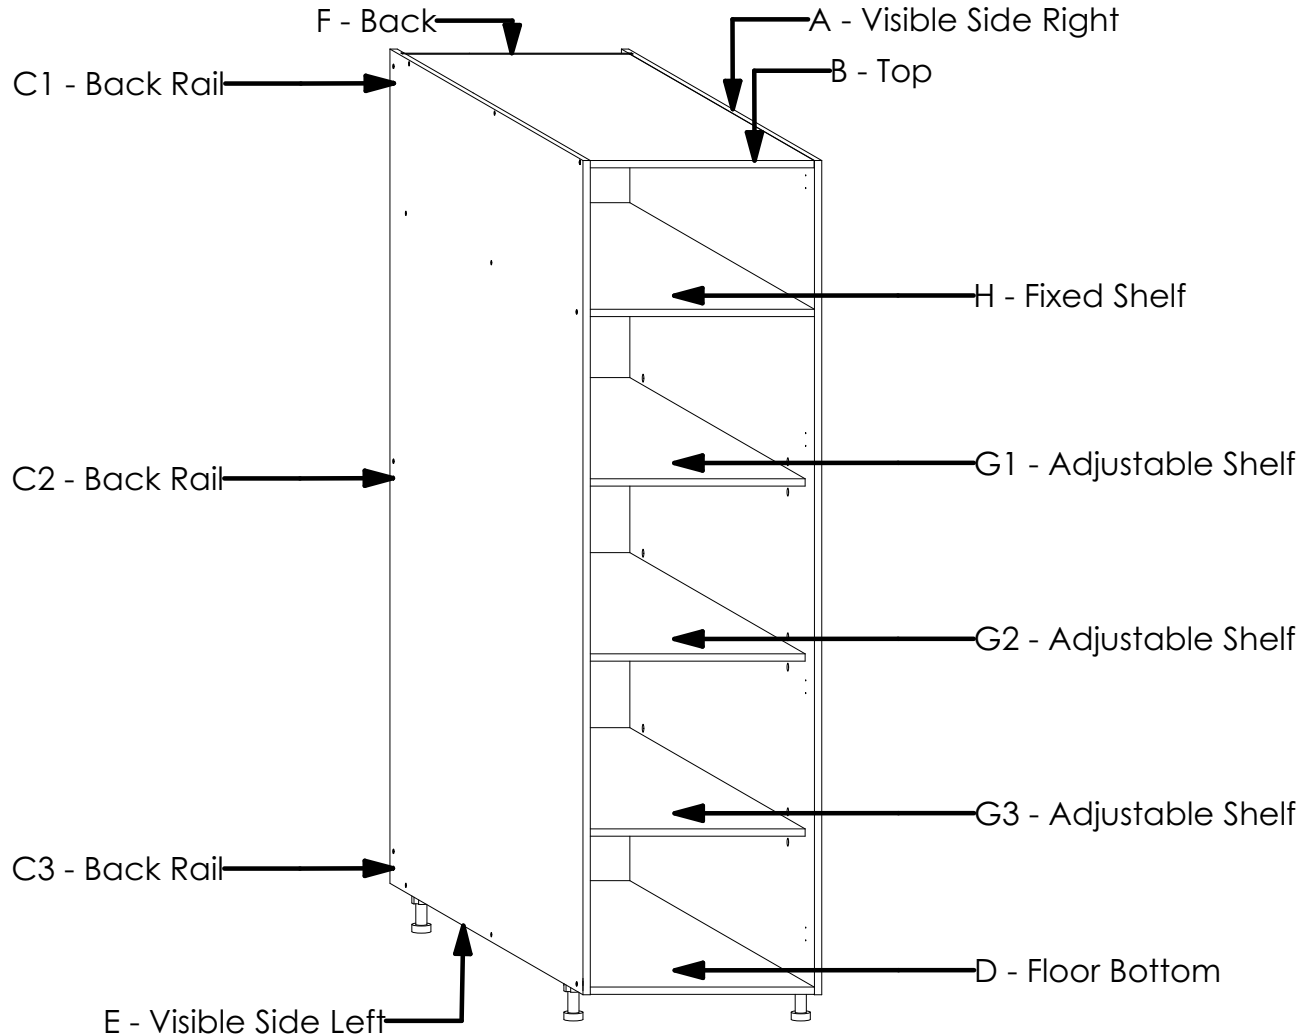 F - Back
A - Visible Side Right
C1 - Back Rail
B - Top
H - Fixed Shelf
G1 - Adjustable Shelf
C2 - Back Rail
G2 - Adjustable Shelf
G3 - Adjustable Shelf
C3 - Back Rail
D - Floor Bottom
E - Visible Side Left